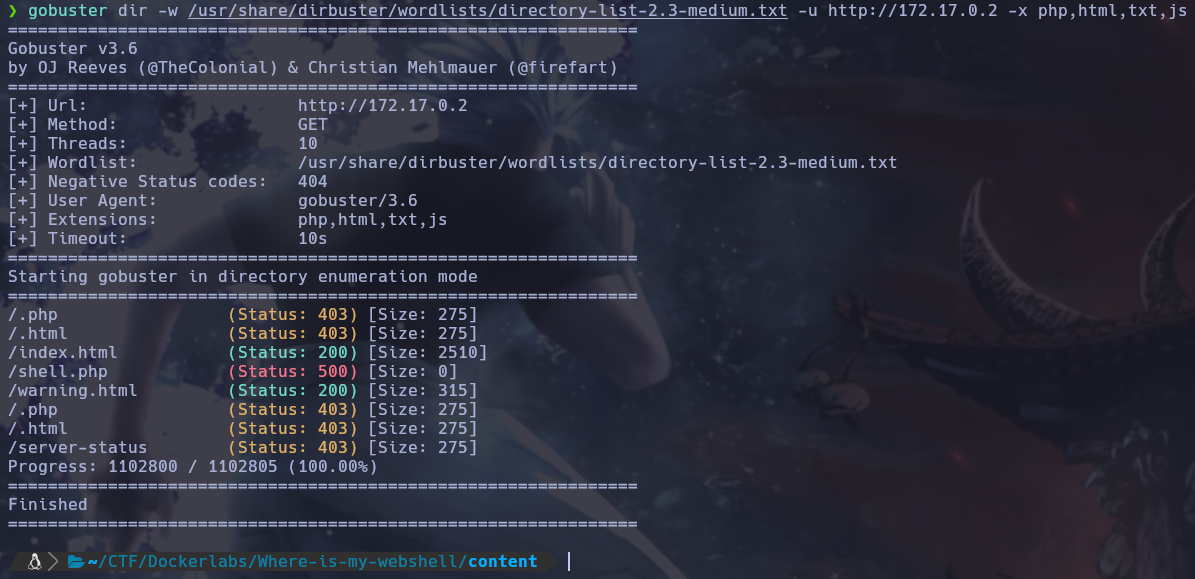 ❯ gobuster dir -w /usr/share/dirbuster/wordlists/directory-list-2.3-medium.txt -u http://172.17.0.2 -x php,html,txt,js
===============================================================
Gobuster v3.6
by OJ Reeves (@TheColonial) & Christian Mehlmauer (@firefart)
===============================================================
[+] Url:                     http://172.17.0.2
[+] Method:                  GET
[+] Threads:                 10
[+] Wordlist:                /usr/share/dirbuster/wordlists/directory-list-2.3-medium.txt
[+] Negative Status codes:   404
[+] User Agent:              gobuster/3.6
[+] Extensions:              php,html,txt,js
[+] Timeout:                 10s
===============================================================
Starting gobuster in directory enumeration mode
===============================================================
/.php                 (Status: 403) [Size: 275]
/.html                (Status: 403) [Size: 275]
/index.html           (Status: 200) [Size: 2510]
/shell.php            (Status: 500) [Size: 0]
/warning.html         (Status: 200) [Size: 315]
/.php                 (Status: 403) [Size: 275]
/.html                (Status: 403) [Size: 275]
/server-status        (Status: 403) [Size: 275]
Progress: 1102800 / 1102805 (100.00%)
===============================================================
Finished
===============================================================
~/CTF/Dockerlabs/Where-is-my-webshell/content